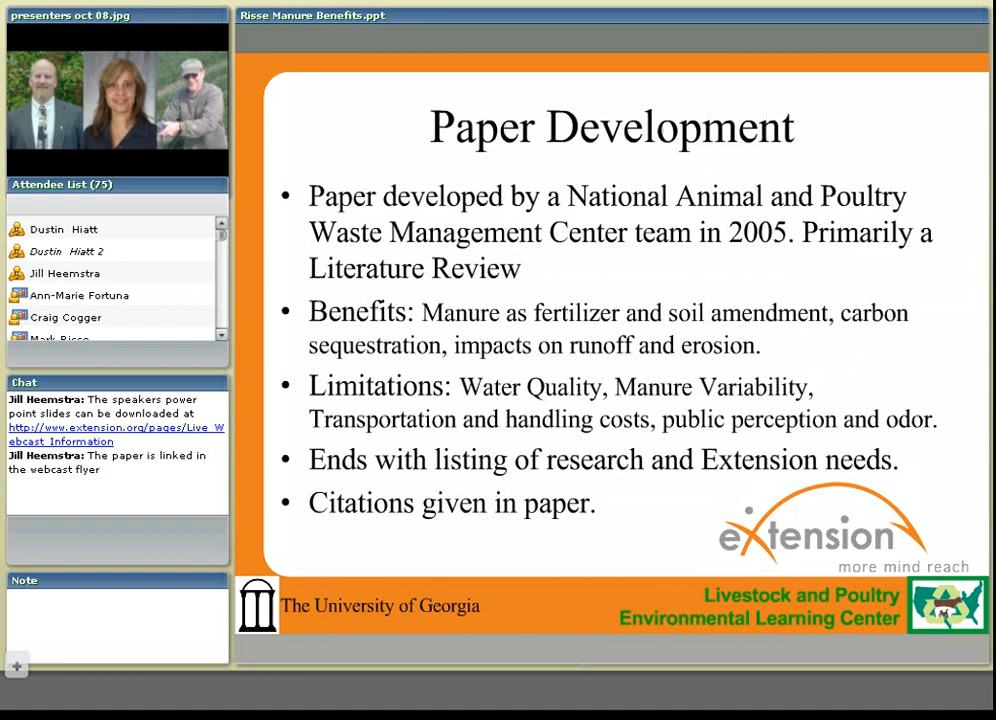 presenters oct 08.jpg
Attendee List (75)
Dustin Hiatt
Dustin Hiatt 2
Jill Heemstra
Ann-Marie Fortuna
Craig Cogger
Mark Risse
Chat
Jill Heemstra: The speakers power
point slides can be downloaded at
http://www.extension.org/pages/Live_W
ebcast_Information
Jill Heemstra: The paper is linked in
the webcast flyer
Note
Risse Manure Benefits.ppt
Paper Development
• Paper developed by a National Animal and Poultry
Waste Management Center team in 2005. Primarily a
Literature Review
• Benefits: Manure as fertilizer and soil amendment, carbon
sequestration, impacts on runoff and erosion.
• Limitations: Water Quality, Manure Variability,
Transportation and handling costs, public perception and odor.
• Ends with listing of research and Extension needs.
• Citations given in paper.
eXtension
more mind reach
The University of Georgia
Livestock and Poultry
Environmental Learning Center